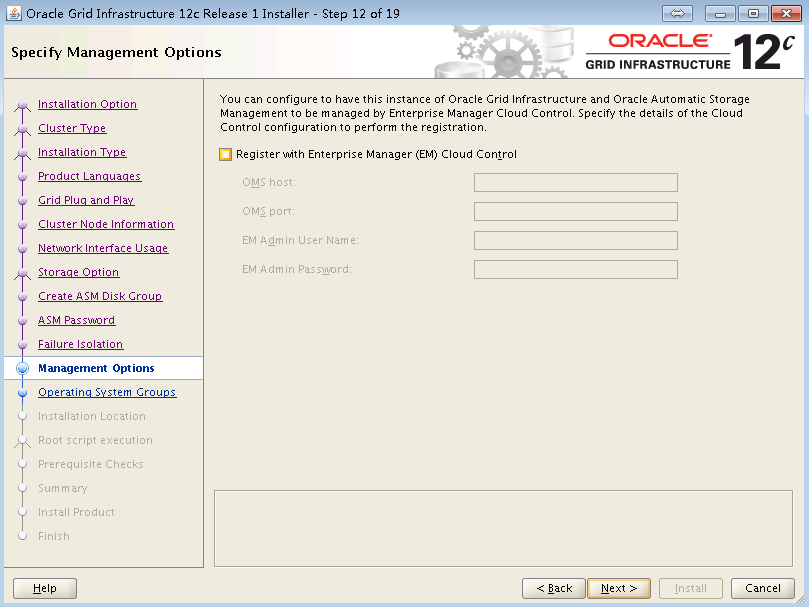 Oracle Grid Infrastructure 12c Release 1 Installer - Step 12 of 19
Specify Management Options
ORACLE®
GRID INFRASTRUCTURE
12c
Installation Option
Cluster Type
Installation Type
Product Languages
Grid Plug and Play
Cluster Node Information
Network Interface Usage
Storage Option
Create ASM Disk Group
ASM Password
Failure Isolation
Management Options
Operating System Groups
Installation Location
Root script execution
Prerequisite Checks
Summary
Install Product
Finish
You can configure to have this instance of Oracle Grid Infrastructure and Oracle Automatic Storage
Management to be managed by Enterprise Manager Cloud Control. Specify the details of the Cloud
Control configuration to perform the registration.
Register with Enterprise Manager (EM) Cloud Control
OMS host:
OMS port:
EM Admin User Name:
EM Admin Password:
Help
< Back
Next >
Install
Cancel